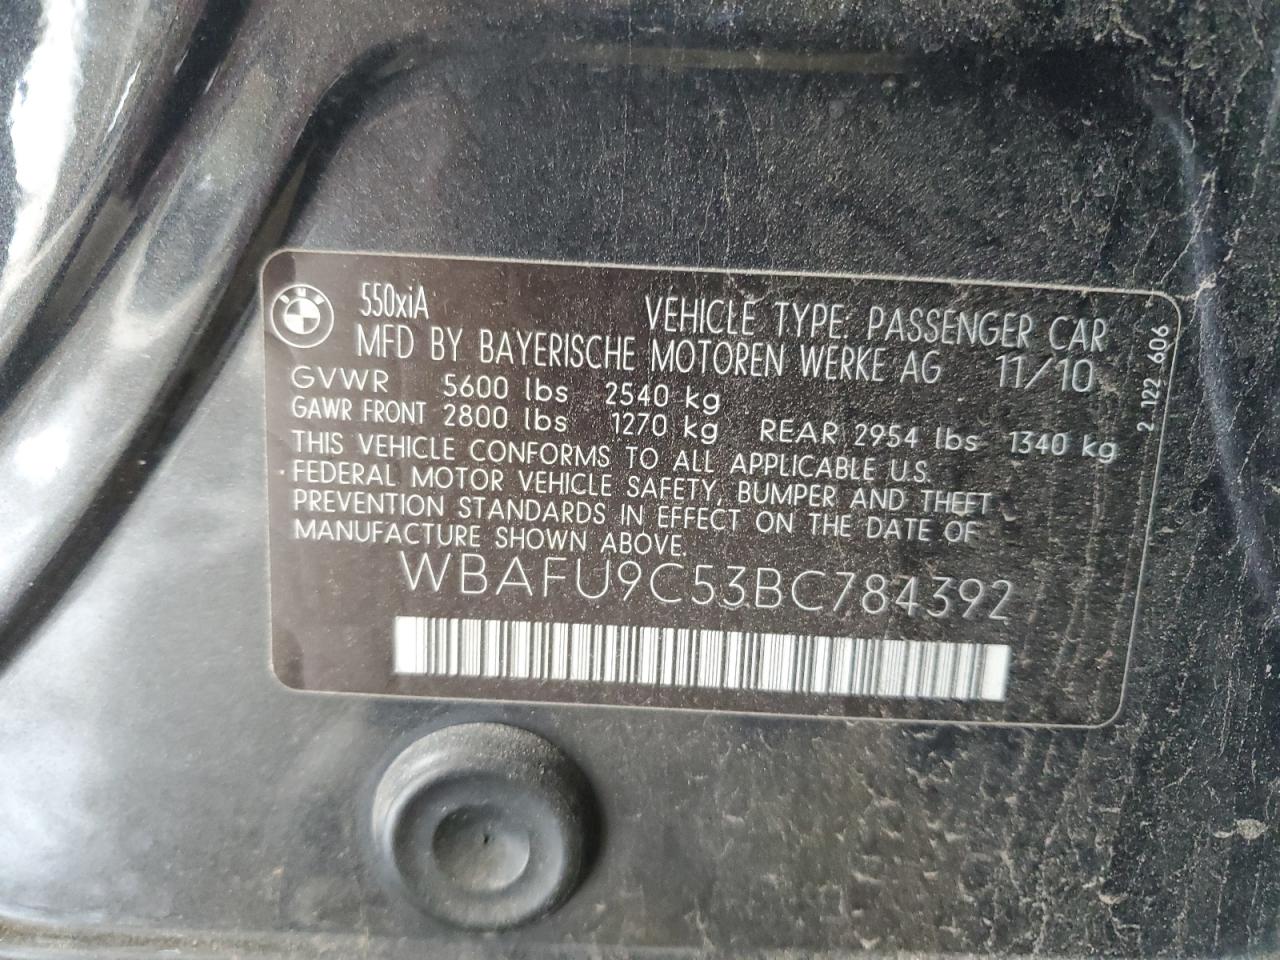 550xiA VEHICLE TYPE PASSENGER CAR
MFD BY BAYERISCHE MOTOREN WERKE AG 11/10
GVWR 5600 lbs 2540 kg
GAWR FRONT 2800 lbs 1270 kg REAR 2954 lbs 1340 kg
THIS VEHICLE CONFORMS TO ALL APPLICABLE U.S.
FEDERAL MOTOR VEHICLE SAFETY, BUMPER AND THEFT
PREVENTION STANDARDS IN EFFECT ON THE DATE OF
MANUFACTURE SHOWN ABOVE.
WBAFU9C53BC784392
2 122 606
BMW